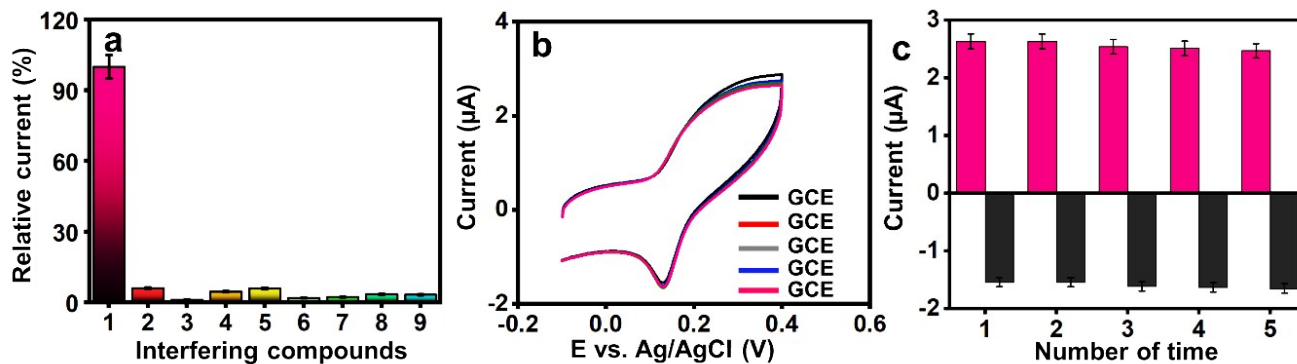 a
Relative current (%)
120
90
60
30
0
1 2 3 4 5 6 7 8 9
Interfering compounds
b
Current (µA)
4
2
0
-2
-0.2 0.0 0.2 0.4 0.6
E vs. Ag/AgCl (V)
GCE
GCE
GCE
GCE
GCE
c
Current (µA)
3
2
1
0
-1
-2
1 2 3 4 5
Number of time